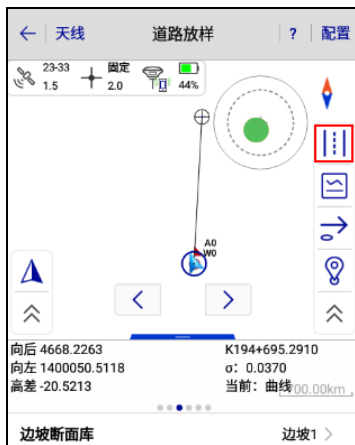 天线 道路放样 ? 配置
23-33 固定
1.5 2.0 44%
A0
W0
向后 4668.2263 K194+695.2910
向左 1400050.5118 σ: 0.0370
高差 -20.5213 当前: 曲线
700.00km
边坡断面库 边坡1